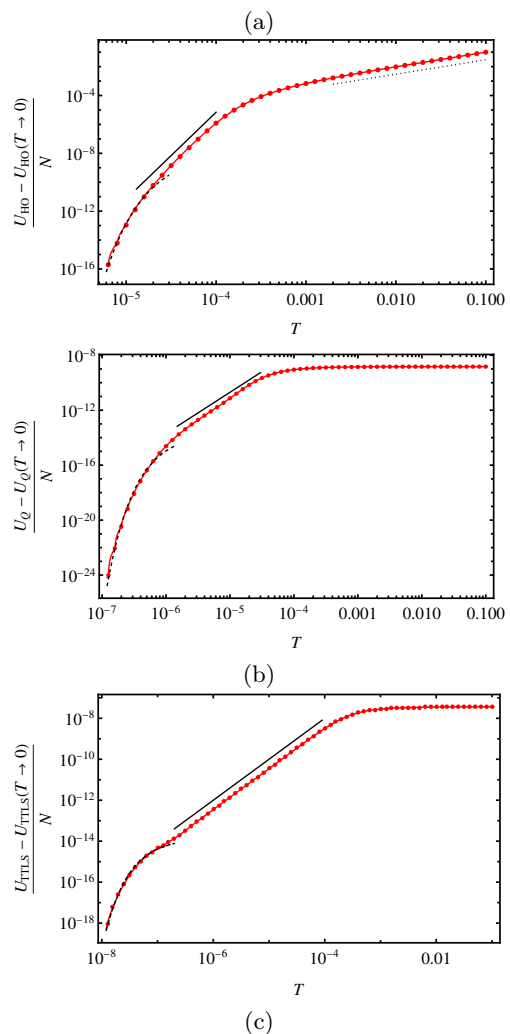 (a)
10⁻⁴
10⁻⁸
10⁻¹²
10⁻¹⁶
U_HO − U_HO(T → 0)
N
10⁻⁵ 10⁻⁴ 0.001 0.010 0.100
T
10⁻⁸
10⁻¹²
10⁻¹⁶
10⁻²⁰
10⁻²⁴
U_Q − U_Q(T → 0)
N
10⁻⁷ 10⁻⁶ 10⁻⁵ 10⁻⁴ 0.001 0.010 0.100
T
(b)
10⁻⁸
10⁻¹⁰
10⁻¹²
10⁻¹⁴
10⁻¹⁶
10⁻¹⁸
U_TTLS − U_TTLS(T → 0)
N
10⁻⁸ 10⁻⁶ 10⁻⁴ 0.01
T
(c)